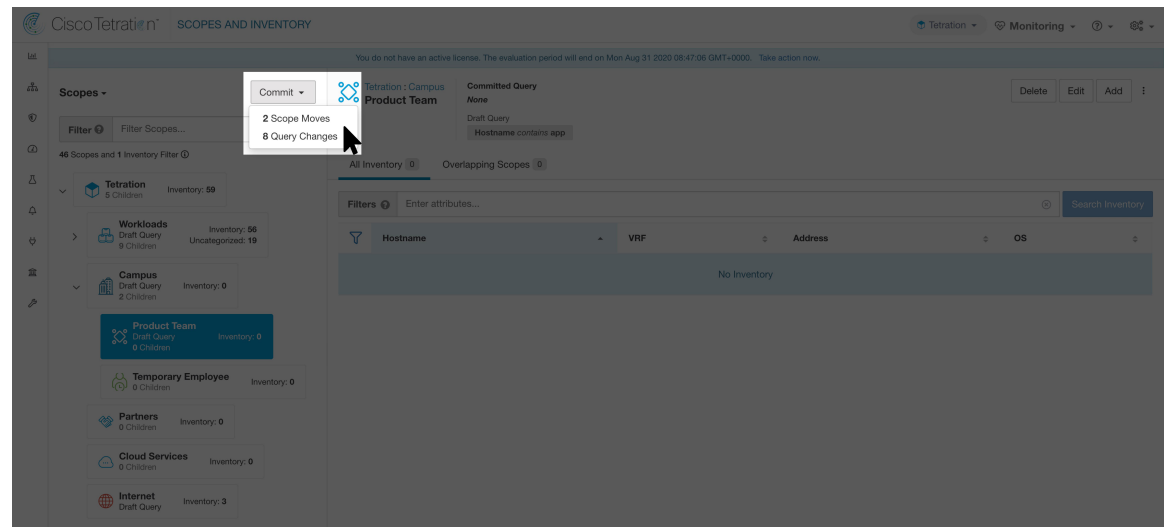 Cisco Tetration™ SCOPES AND INVENTORY
Tetration
Monitoring
You do not have an active license. The evaluation period will end on Mon Aug 31 2020 08:47:06 GMT+0000. Take action now.
Scopes
Commit
2 Scope Moves
8 Query Changes
Filter
Filter Scopes...
46 Scopes and 1 Inventory Filter
Tetration
5 Children
Inventory: 59
Workloads
Draft Query
9 Children
Inventory: 56
Uncategorized: 19
Campus
Draft Query
2 Children
Inventory: 0
Product Team
Draft Query
0 Children
Inventory: 0
Temporary Employee
0 Children
Inventory: 0
Partners
0 Children
Inventory: 0
Cloud Services
0 Children
Inventory: 0
Internet
Draft Query
Inventory: 3
Tetration : Campus
Product Team
Committed Query
None
Draft Query
Hostname contains app
Delete
Edit
Add
All Inventory 0
Overlapping Scopes 0
Filters
Enter attributes...
Search Inventory
Hostname
VRF
Address
OS
No Inventory